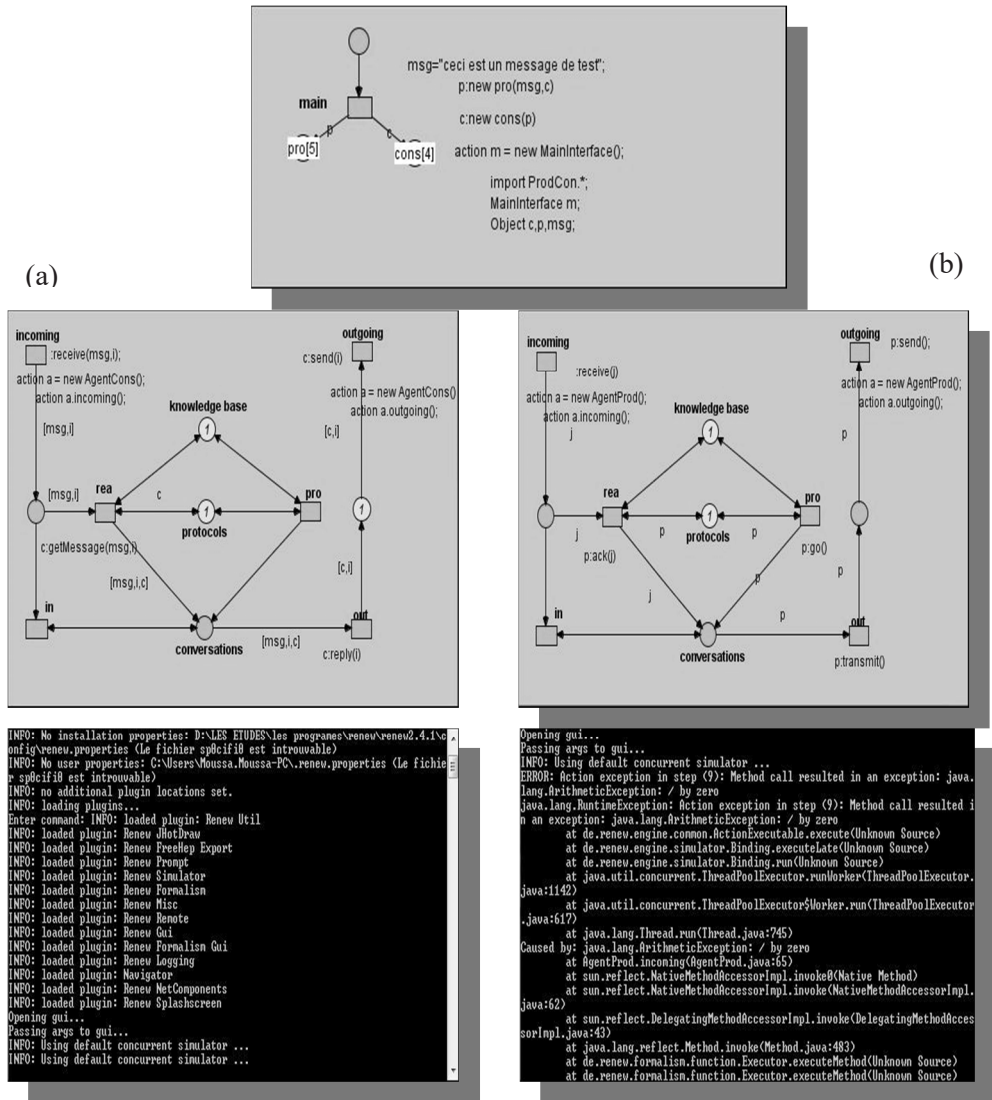 msg="ceci est un message de test";
p:new pro(msg,c)
main
c:new cons(p)
p
c
pro[5]
cons[4]
action m = new MainInterface();
import ProdCon.*;
MainInterface m;
Object c,p,msg;
(a)
(b)
incoming
:receive(msg,i);
action a = new AgentCons();
action a.incoming();
[msg,i]
outgoing
c:send(i)
action a = new AgentCons()
action a.outgoing();
[c,i]
knowledge base
1
[msg,i]
rea
c
1
protocols
pro
1
c:getMessage(msg,i)
[msg,i,c]
[c,i]
in
conversations
[msg,i,c]
out
c:reply(i)
incoming
:receive(j)
action a = new AgentProd();
action a.incoming();
j
outgoing
p:send();
action a = new AgentProd();
action a.outgoing();
p
knowledge base
1
rea
j
p:ack(j)
p
1
protocols
p
pro
p:go()
j
p
p
in
conversations
p
out
p:transmit()
INFO: No installation properties: D:\LES ETUDES\les programes\renew\renew2.4.1\c
onfig\renew.properties (Le fichier spÚcifiÚ est introuvable)
INFO: No user properties: C:\Users\Moussa.Moussa-PC\.renew.properties (Le fichie
r spÚcifiÚ est introuvable)
INFO: no additional plugin locations set.
INFO: loading plugins...
Enter command: INFO: loaded plugin: Renew Util
INFO: loaded plugin: Renew JHotDraw
INFO: loaded plugin: Renew FreeHep Export
INFO: loaded plugin: Renew Prompt
INFO: loaded plugin: Renew Simulator
INFO: loaded plugin: Renew Formalism
INFO: loaded plugin: Renew Misc
INFO: loaded plugin: Renew Remote
INFO: loaded plugin: Renew Gui
INFO: loaded plugin: Renew Formalism Gui
INFO: loaded plugin: Renew Logging
INFO: loaded plugin: Navigator
INFO: loaded plugin: Renew NetComponents
INFO: loaded plugin: Renew Splashscreen
Opening gui...
Passing args to gui...
INFO: Using default concurrent simulator ...
INFO: Using default concurrent simulator ...
Opening gui...
Passing args to gui...
INFO: Using default concurrent simulator ...
ERROR: Action exception in step (9): Method call resulted in an exception: java.
lang.ArithmeticException: / by zero
java.lang.RuntimeException: Action exception in step (9): Method call resulted i
n an exception: java.lang.ArithmeticException: / by zero
at de.renew.engine.common.ActionExecutable.execute(Unknown Source)
at de.renew.engine.simulator.Binding.executeLate(Unknown Source)
at de.renew.engine.simulator.Binding.run(Unknown Source)
at java.util.concurrent.ThreadPoolExecutor.runWorker(ThreadPoolExecutor.
java:1142)
at java.util.concurrent.ThreadPoolExecutor$Worker.run(ThreadPoolExecutor
.java:617)
at java.lang.Thread.run(Thread.java:745)
Caused by: java.lang.ArithmeticException: / by zero
at AgentProd.incoming(AgentProd.java:65)
at sun.reflect.NativeMethodAccessorImpl.invoke0(Native Method)
at sun.reflect.NativeMethodAccessorImpl.invoke(NativeMethodAccessorImpl.
java:62)
at sun.reflect.DelegatingMethodAccessorImpl.invoke(DelegatingMethodAcces
sorImpl.java:43)
at java.lang.reflect.Method.invoke(Method.java:483)
at de.renew.formalism.function.Executor.executeMethod(Unknown Source)
at de.renew.formalism.function.Executor.executeMethod(Unknown Source)